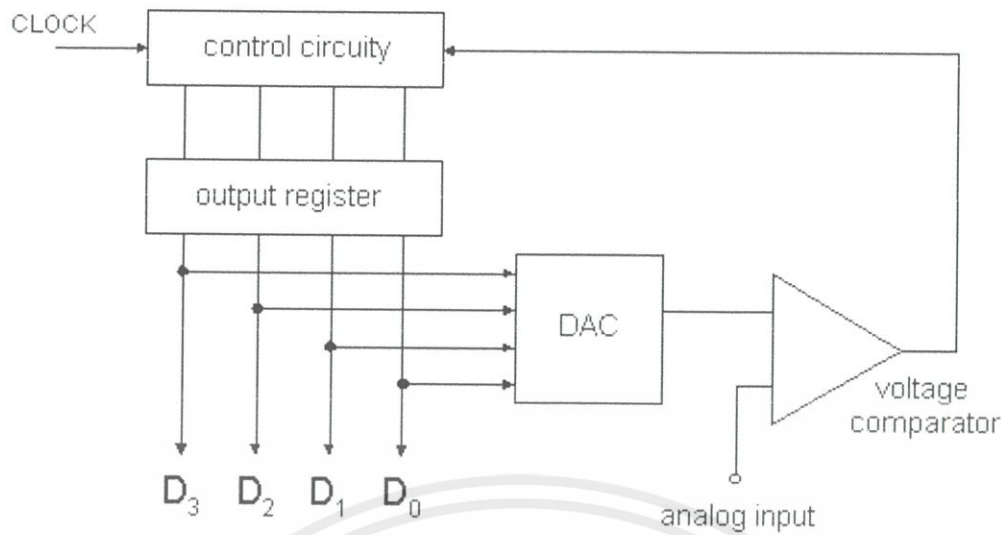 CLOCK
control circuity
output register
DAC
voltage
comparator
D3 D2 D1 D0
analog input